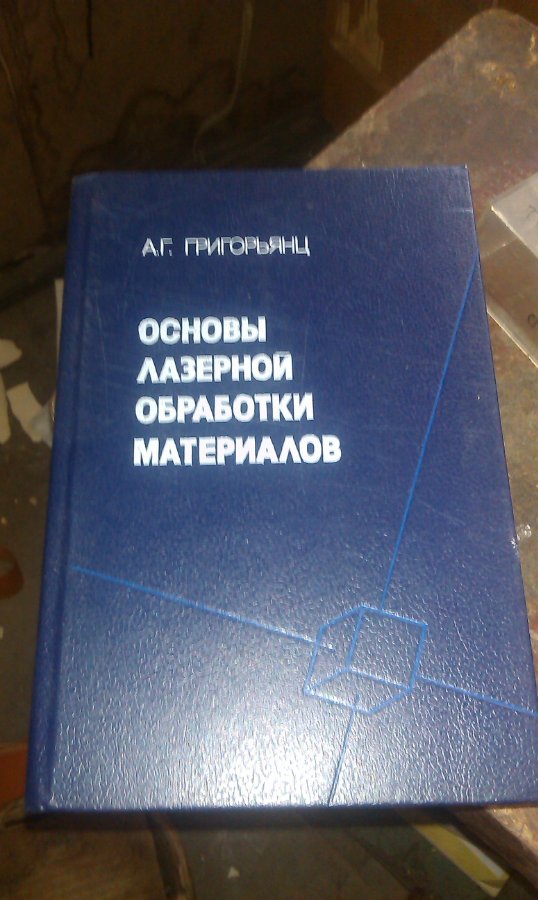 А.Г. ГРИГОРЬЯНЦ
ОСНОВЫ
ЛАЗЕРНОЙ
ОБРАБОТКИ
МАТЕРИАЛОВ